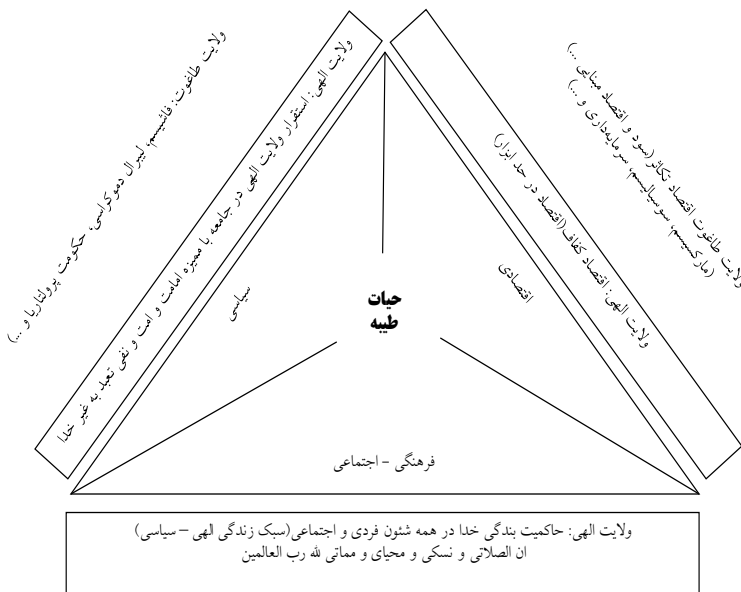 ولایت طاغوت: فاشیسم، لیبرال دموکراسی، حکومت پرولتاریا و ...)
ولایت الهی: استقرار ولایت الهی در جامعه با ممیزه امامت و امت و نفی تعبد به غیر خدا
ولایت طاغوت اقتصاد تکاثر (سود و اقتصاد مبنایی ...)
(مارکسیسم، سوسیالیسم، سرمایه‌داری و ...)
ولایت الهی: اقتصاد کفاف (اقتصاد در حد ابزار)
سیاسی
اقتصادی
حیات
طیبه
فرهنگی - اجتماعی
ولایت الهی: حاکمیت بندگی خدا در همه شئون فردی و اجتماعی(سبک زندگی الهی – سیاسی)
ان الصلاتی و نسکی و محیای و مماتی لله رب العالمین